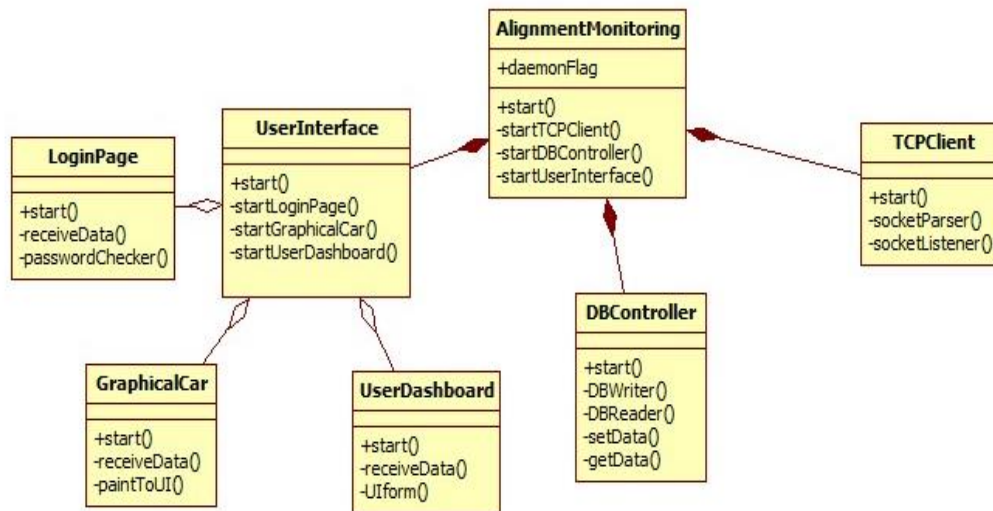 AlignmentMonitoring
+daemonFlag
+start()
-startTCPClient()
-startDBController()
-startUserInterface()
UserInterface
+start()
-startLoginPage()
-startGraphicalCar()
-startUserDashboard()
LoginPage
+start()
-receiveData()
-passwordChecker()
TCPClient
+start()
-socketParser()
-socketListener()
DBController
+start()
-DBWriter()
-DBReader()
-setData()
-getData()
GraphicalCar
+start()
-receiveData()
-paintToUI()
UserDashboard
+start()
-receiveData()
-UIform()